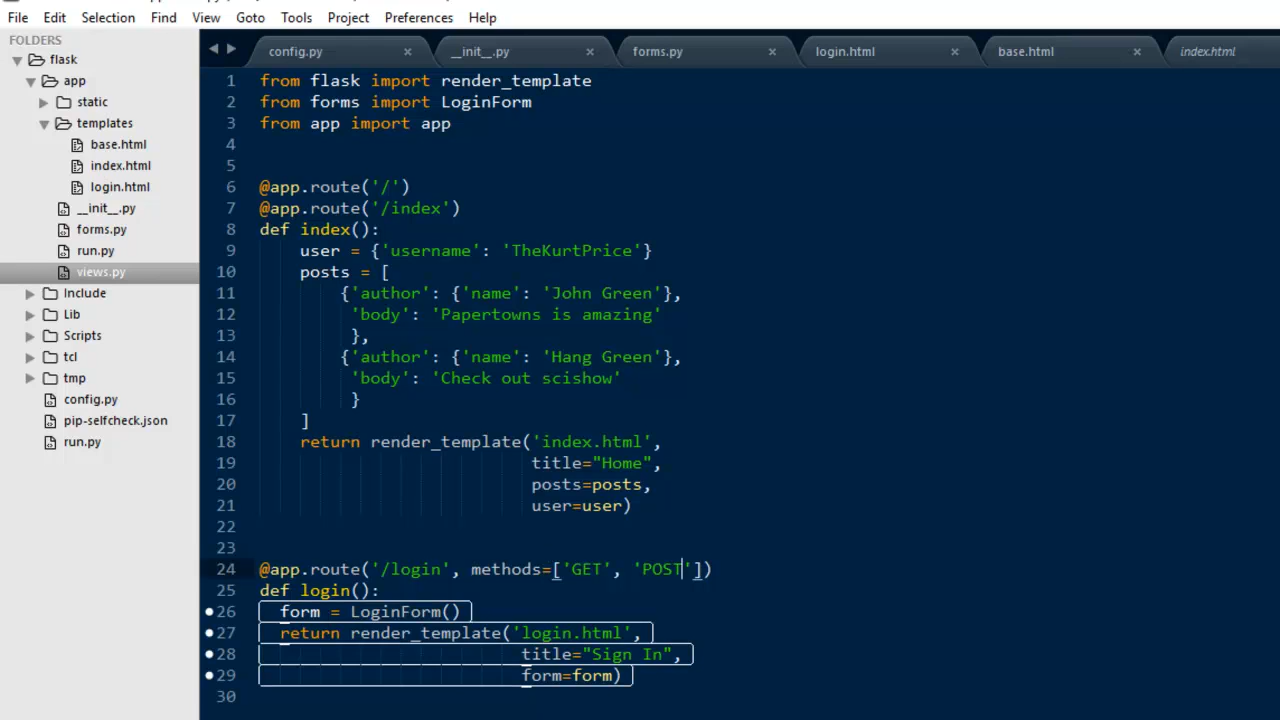 File Edit Selection Find View Goto Tools Project Preferences Help
FOLDERS
flask
app
static
templates
base.html
index.html
login.html
__init__.py
forms.py
run.py
views.py
Include
Lib
Scripts
tcl
tmp
config.py
pip-selfcheck.json
run.py
config.py × __init__.py × forms.py × login.html × base.html × index.html
1 from flask import render_template
2 from forms import LoginForm
3 from app import app
4
5
6 @app.route('/')
7 @app.route('/index')
8 def index():
9 user = {'username': 'TheKurtPrice'}
10 posts = [
11 {'author': {'name': 'John Green'},
12 'body': 'Papertowns is amazing'
13 },
14 {'author': {'name': 'Hang Green'},
15 'body': 'Check out scishow'
16 }
17 ]
18 return render_template('index.html',
19 title="Home",
20 posts=posts,
21 user=user)
22
23
24 @app.route('/login', methods=['GET', 'POST'])
25 def login():
26 form = LoginForm()
27 return render_template('login.html',
28 title="Sign In",
29 form=form)
30